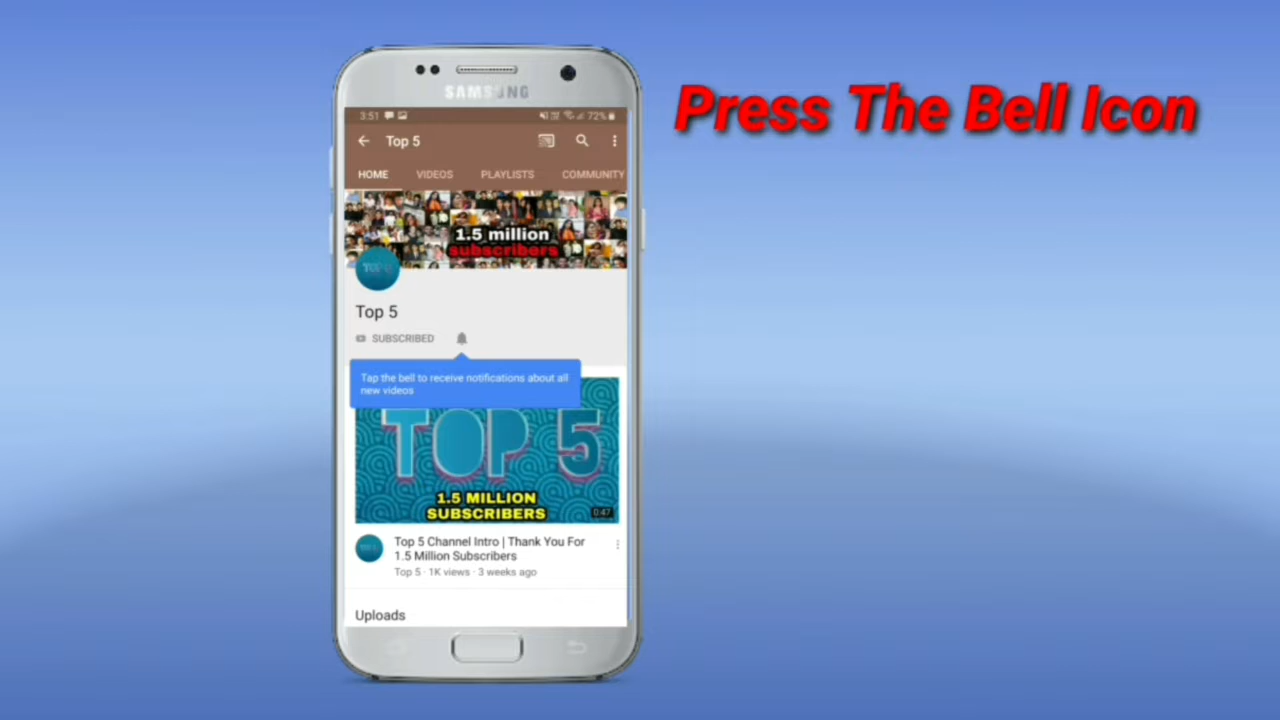 Press The Bell Icon
SAMSUNG
3:51
72%
Top 5
HOME VIDEOS PLAYLISTS COMMUNITY
1.5 million
subscribers
TOP 5
Top 5
SUBSCRIBED
Tap the bell to receive notifications about all
new videos
TOP 5
1.5 MILLION
SUBSCRIBERS
0:47
Top 5 Channel Intro | Thank You For
1.5 Million Subscribers
Top 5 · 1K views · 3 weeks ago
Uploads